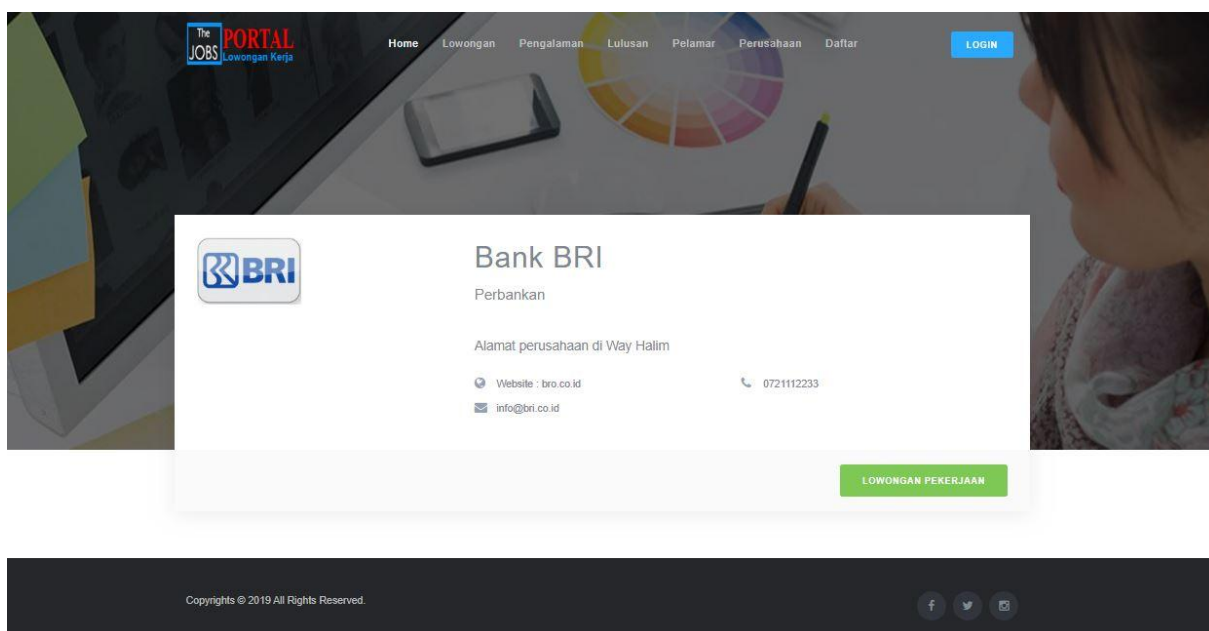 The JOBS PORTAL Lowongan Kerja
Home Lowongan Pengalaman Lulusan Pelamar Perusahaan Daftar LOGIN
BRI
Bank BRI
Perbankan
Alamat perusahaan di Way Halim
Website : bro.co.id 0721112233
info@bri.co.id
LOWONGAN PEKERJAAN
Copyrights © 2019 All Rights Reserved.